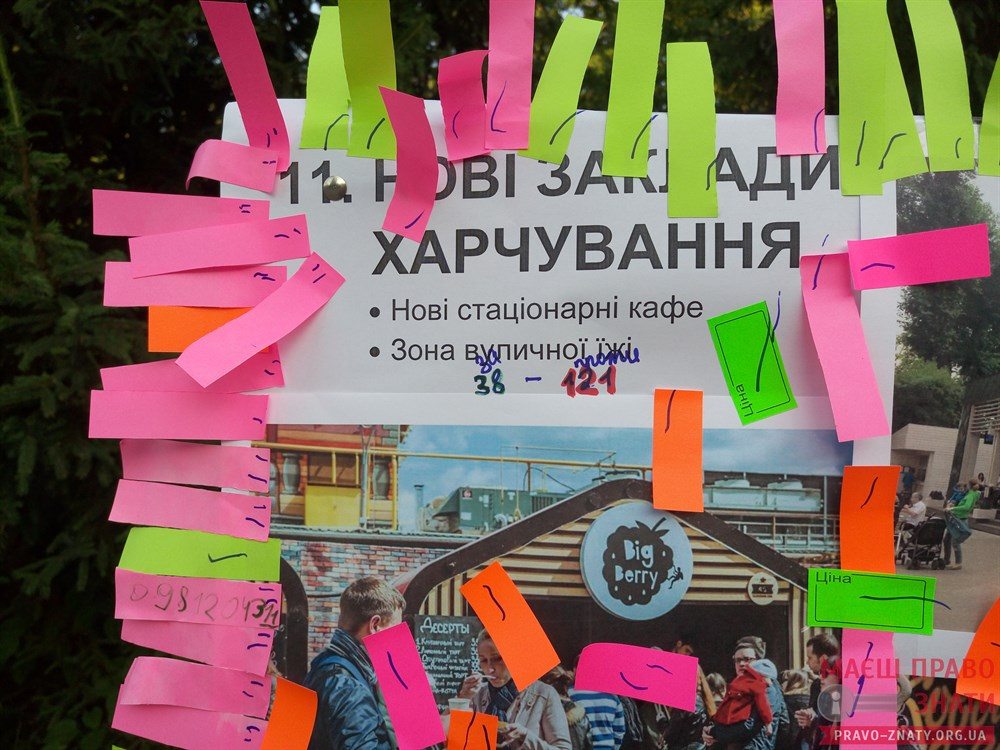 11. НОВІ ЗАКЛАДИ
ХАРЧУВАННЯ
• Нові стаціонарні кафе
• Зона вуличної їжі
за проти
38 - 121
Ціна
Big
Berry
Ціна
ДЕСЕРТЫ
МАЄШ ПРАВО
ЗНАТИ
PRAVO-ZNATY.ORG.UA